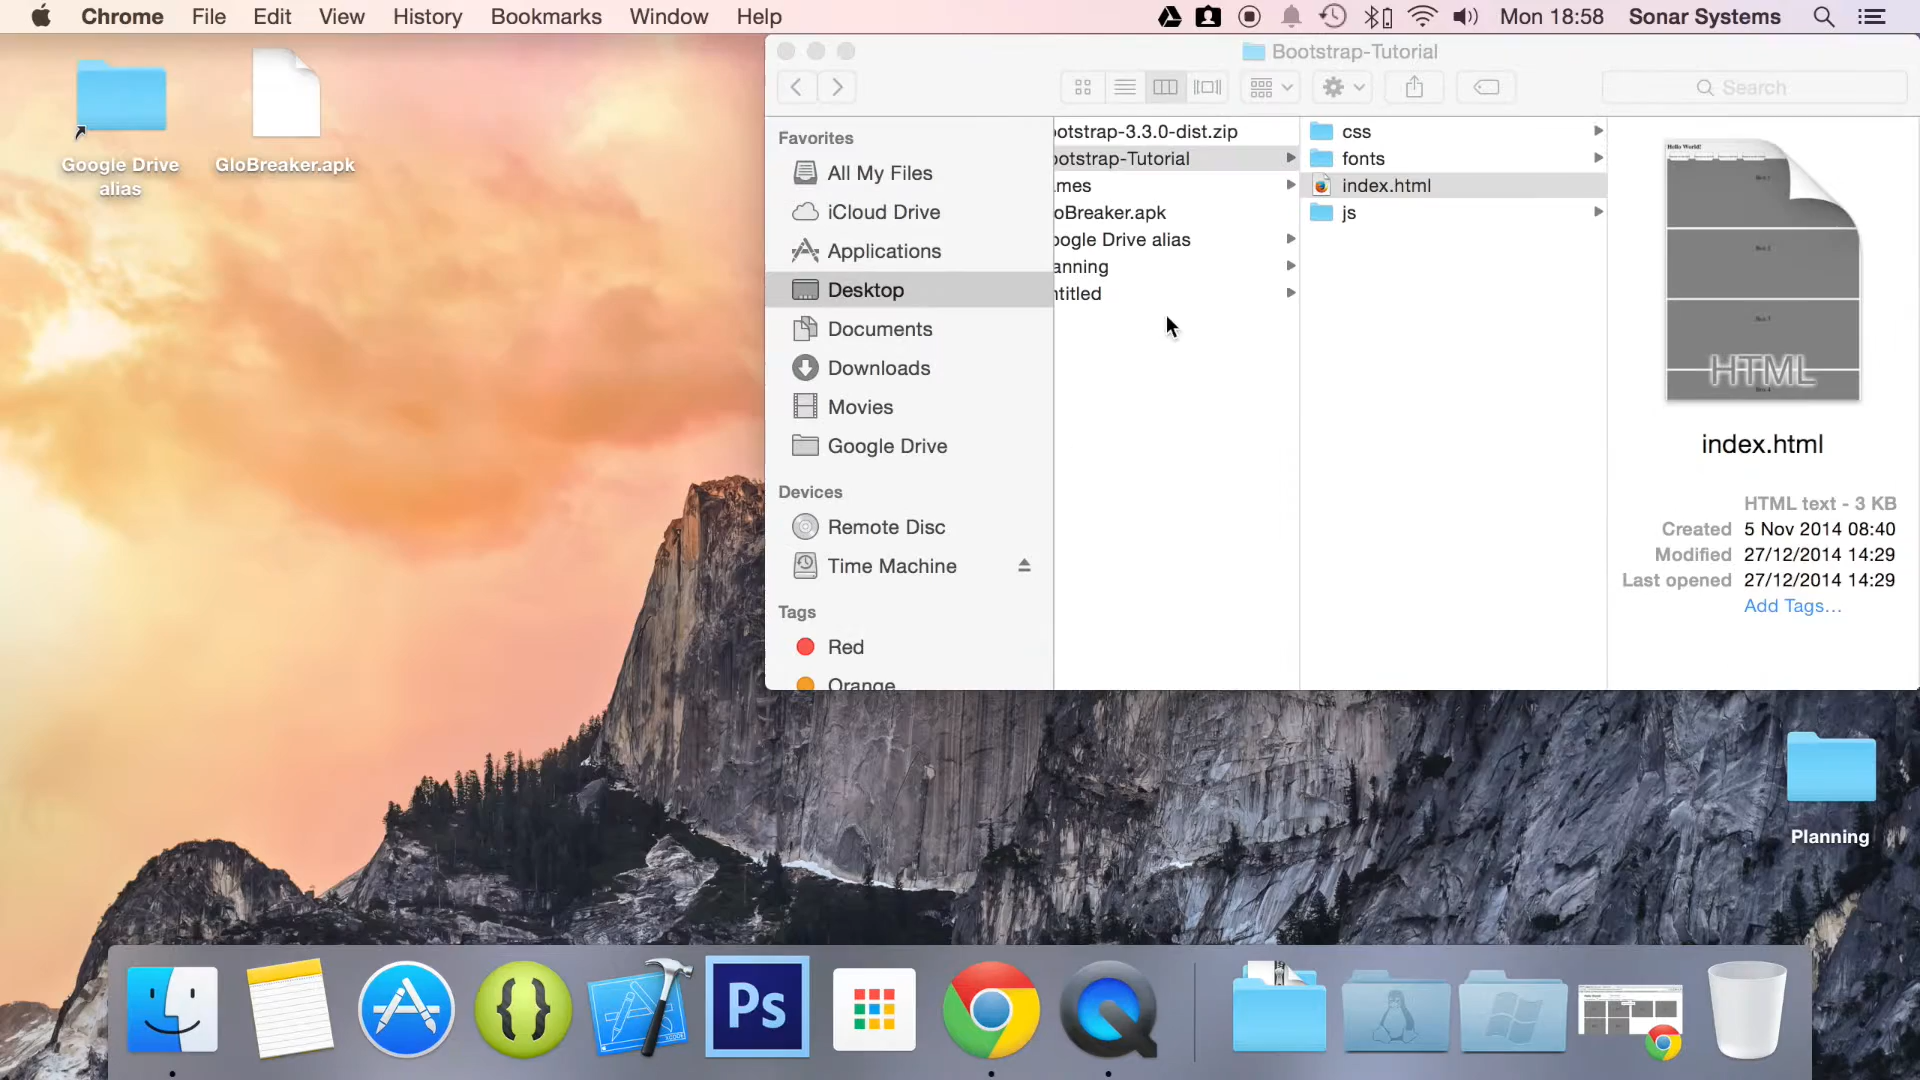 Chrome File Edit View History Bookmarks Window Help Mon 18:58 Sonar Systems
Google Drive
alias
GloBreaker.apk
Bootstrap-Tutorial
Search
Favorites
All My Files
iCloud Drive
Applications
Desktop
Documents
Downloads
Movies
Google Drive
Devices
Remote Disc
Time Machine
Tags
Red
Orange
otstrap-3.3.0-dist.zip
otstrap-Tutorial
mes
oBreaker.apk
ogle Drive alias
anning
titled
css
fonts
index.html
js
Hello World!
HTML
index.html
HTML text - 3 KB
Created 5 Nov 2014 08:40
Modified 27/12/2014 14:29
Last opened 27/12/2014 14:29
Add Tags...
Planning
Ps